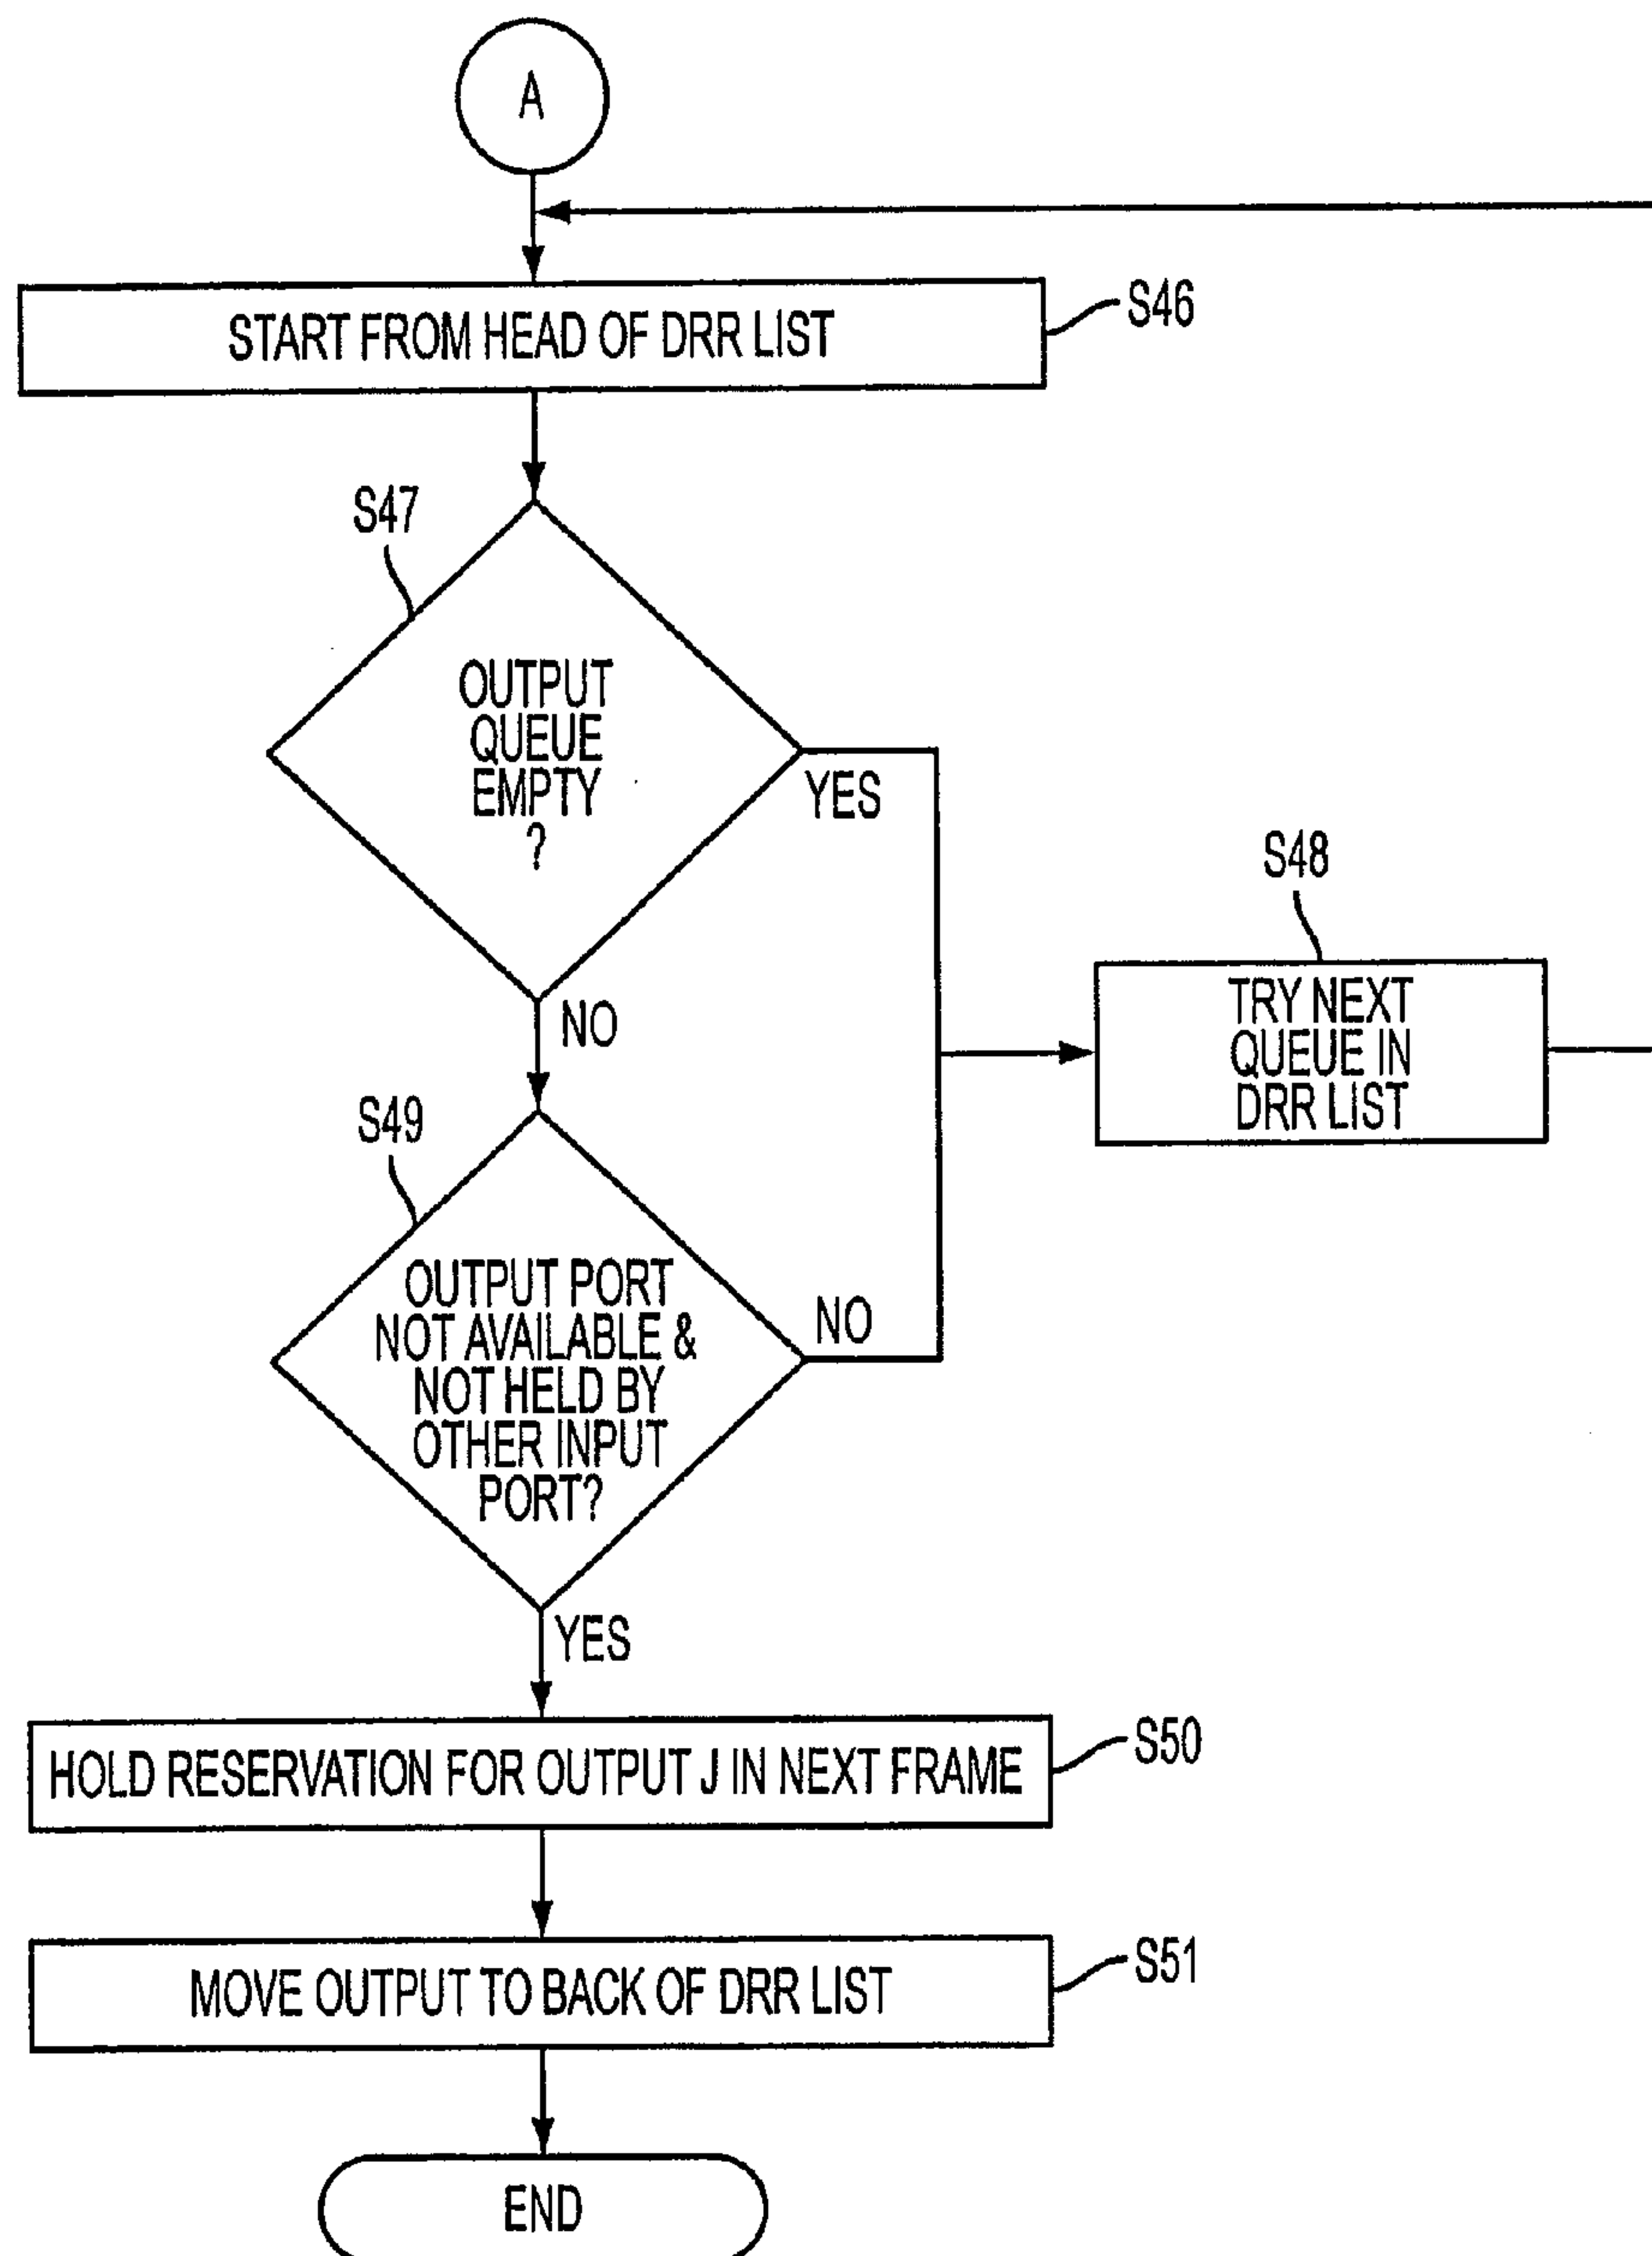 A
START FROM HEAD OF DRR LIST
S46
S47
OUTPUT
QUEUE
EMPTY
?
YES
NO
S48
TRY NEXT
QUEUE IN
DRR LIST
S49
OUTPUT PORT
NOT AVAILABLE &
NOT HELD BY
OTHER INPUT
PORT?
NO
YES
HOLD RESERVATION FOR OUTPUT J IN NEXT FRAME
S50
MOVE OUTPUT TO BACK OF DRR LIST
S51
END